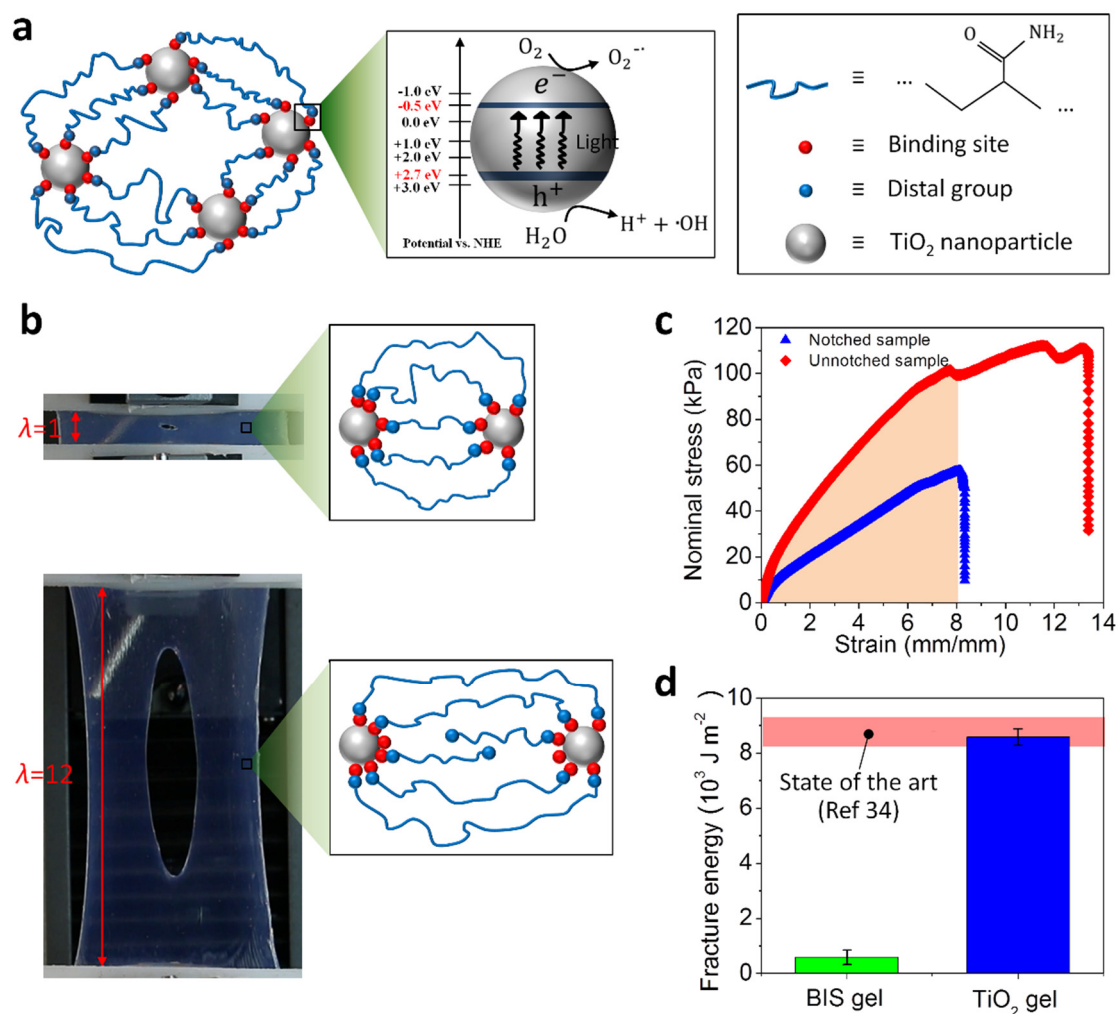 a
O₂
O₂⁻·
e⁻
-1.0 eV
-0.5 eV
0.0 eV
+1.0 eV
+2.0 eV
+2.7 eV
+3.0 eV
Light
h⁺
H₂O
H⁺ + ·OH
Potential vs. NHE
O
NH₂
≡ ... ...
≡ Binding site
≡ Distal group
≡ TiO₂ nanoparticle
b
λ=1
λ=12
c
Notched sample
Unnotched sample
Nominal stress (kPa)
120
100
80
60
40
20
0
0 2 4 6 8 10 12 14
Strain (mm/mm)
d
Fracture energy (10³ J m⁻²)
10
8
6
4
2
0
State of the art
(Ref 34)
BIS gel
TiO₂ gel